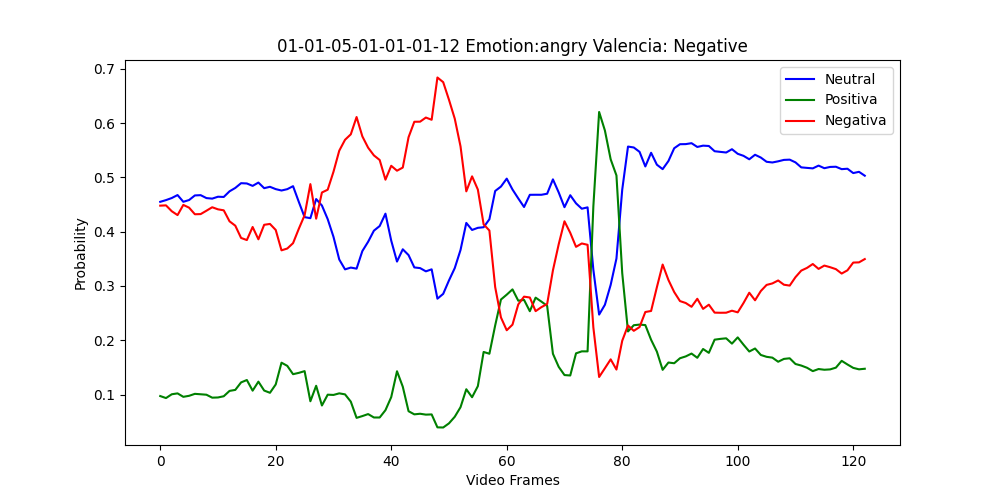 01-01-05-01-01-01-12 Emotion:angry Valencia: Negative
Neutral
Positiva
Negativa
Probability
0.7
0.6
0.5
0.4
0.3
0.2
0.1
0 20 40 60 80 100 120
Video Frames